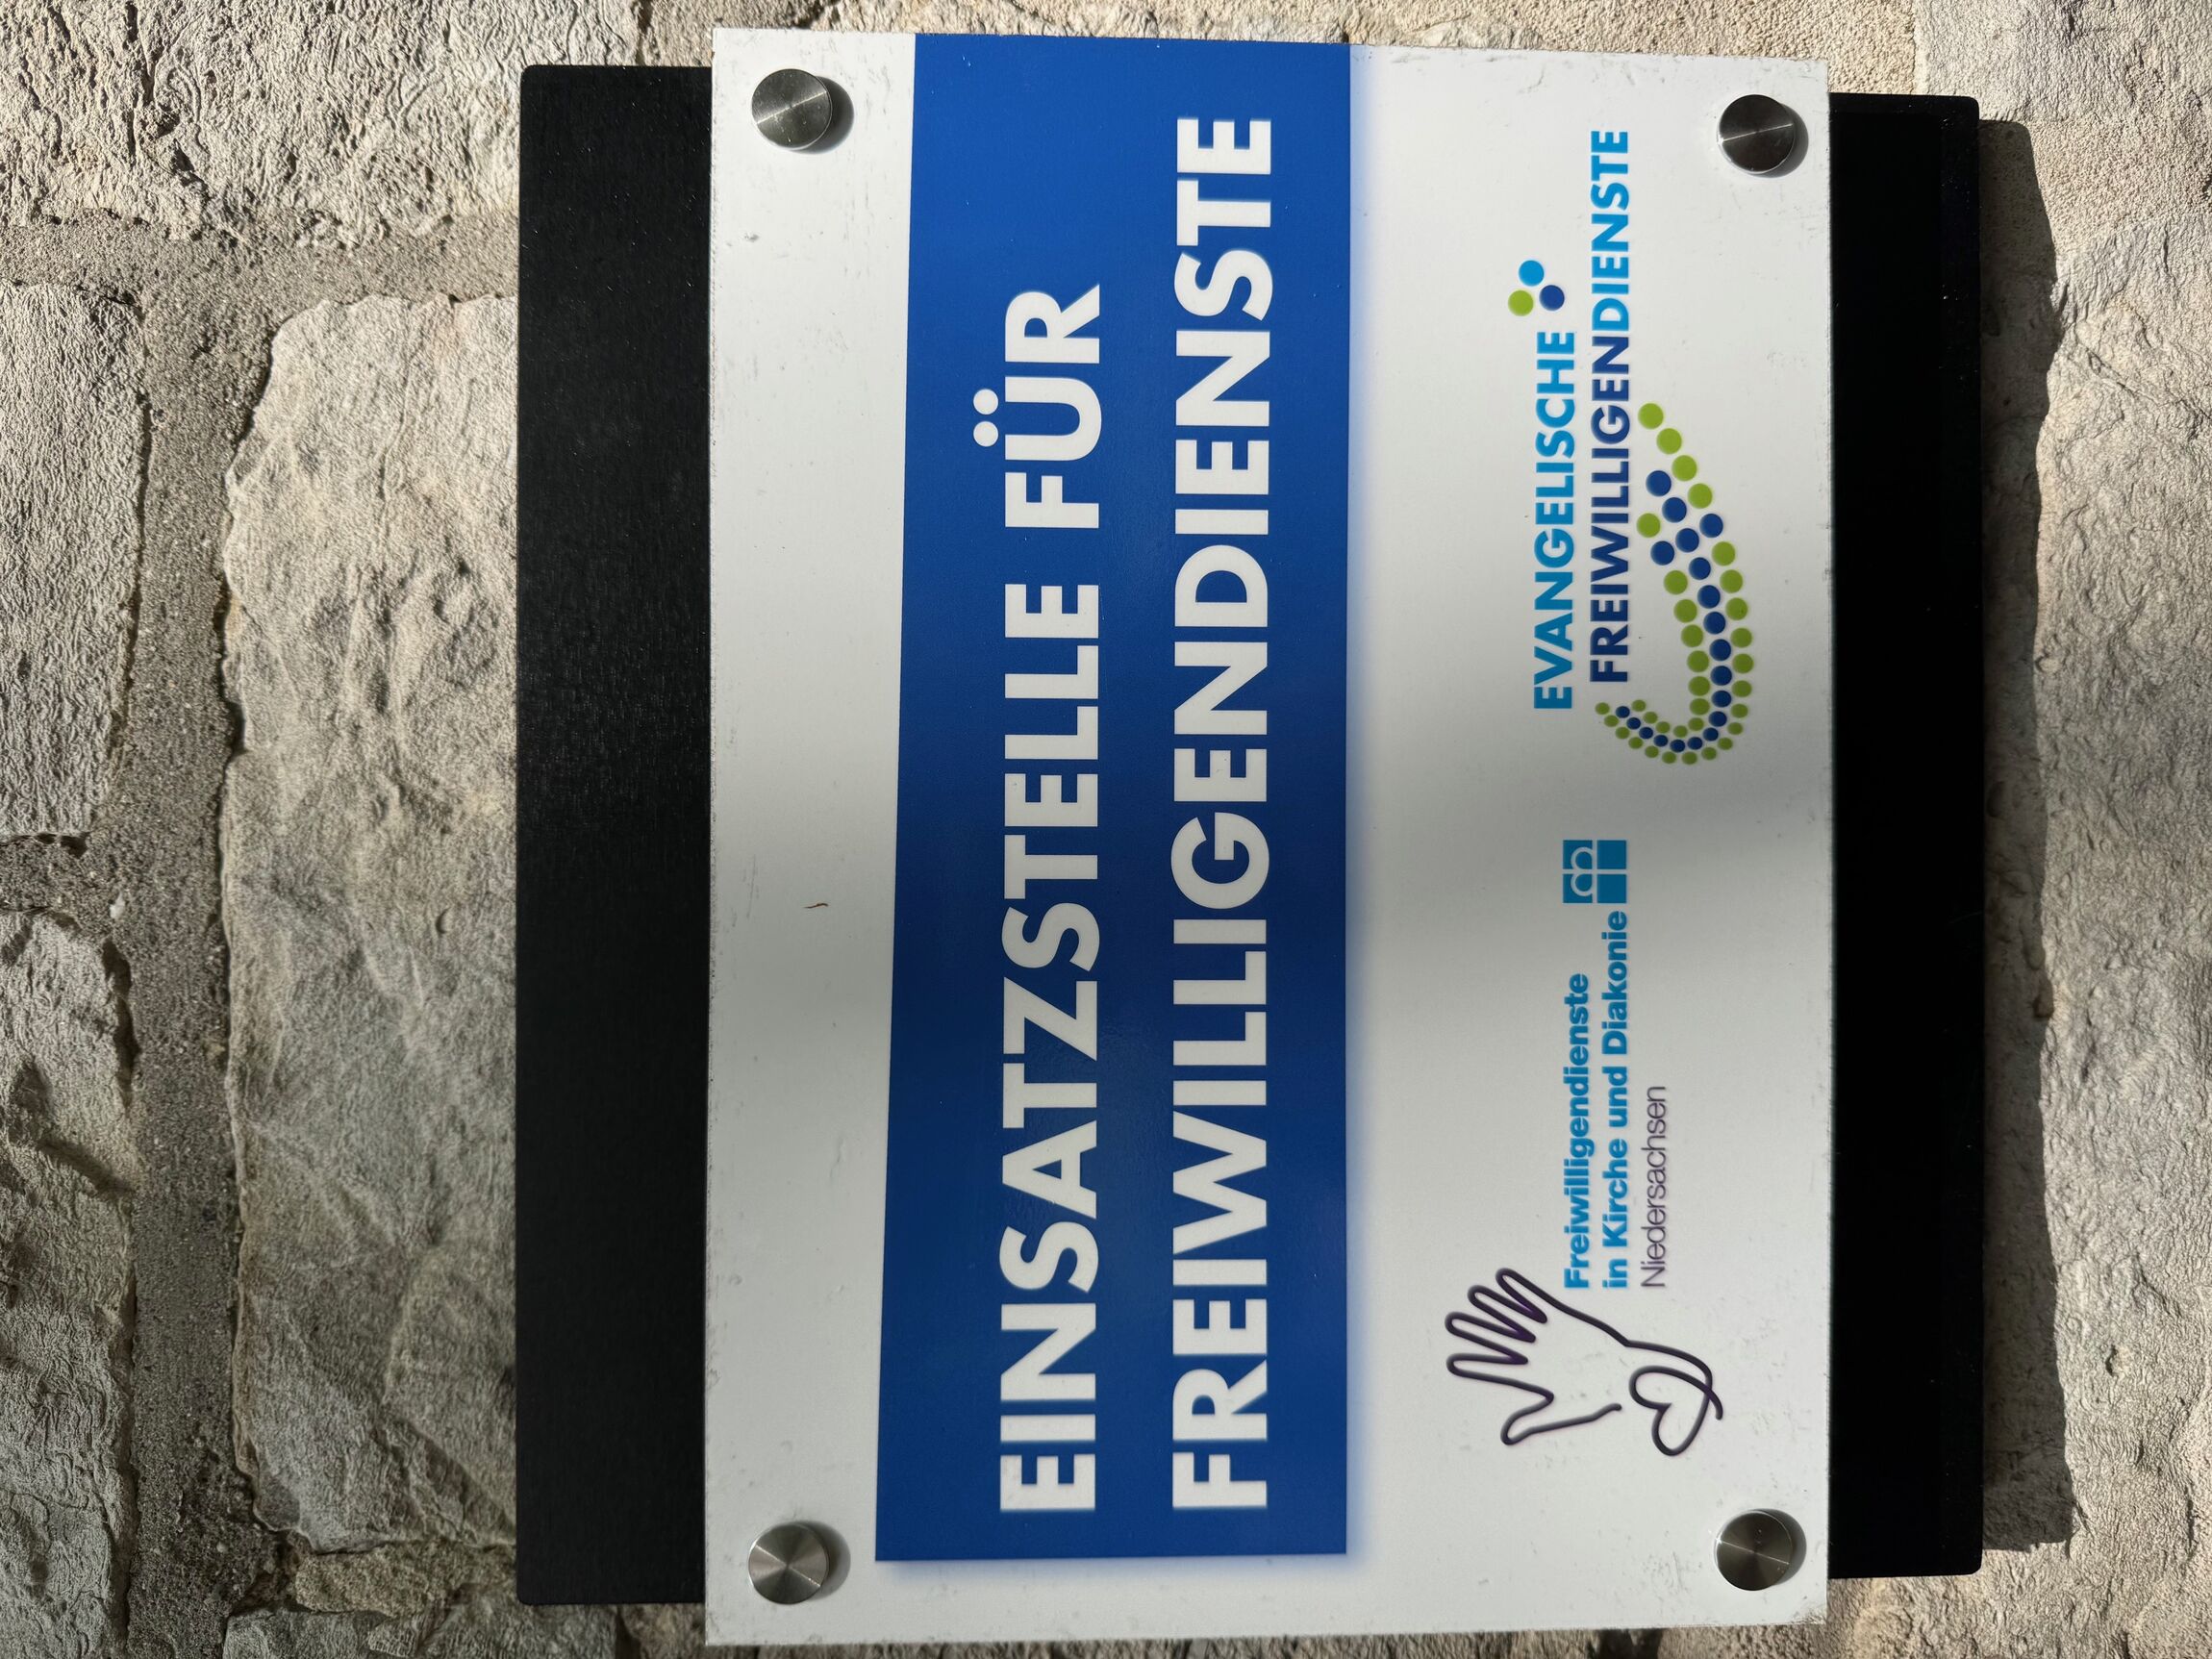 EINSATZSTELLE FÜR
FREIWILLIGENDIENSTE
Freiwilligendienste
in Kirche und Diakonie
Niedersachsen
EVANGELISCHE
FREIWILLIGENDIENSTE